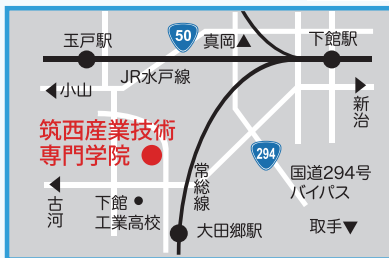 玉戸駅
50
真岡▲
下館駅
JR水戸線
◀小山
新治
筑西産業技術
専門学院
294
国道294号
バイパス
常総線
古河
下館
工業高校
大田郷駅
取手▼